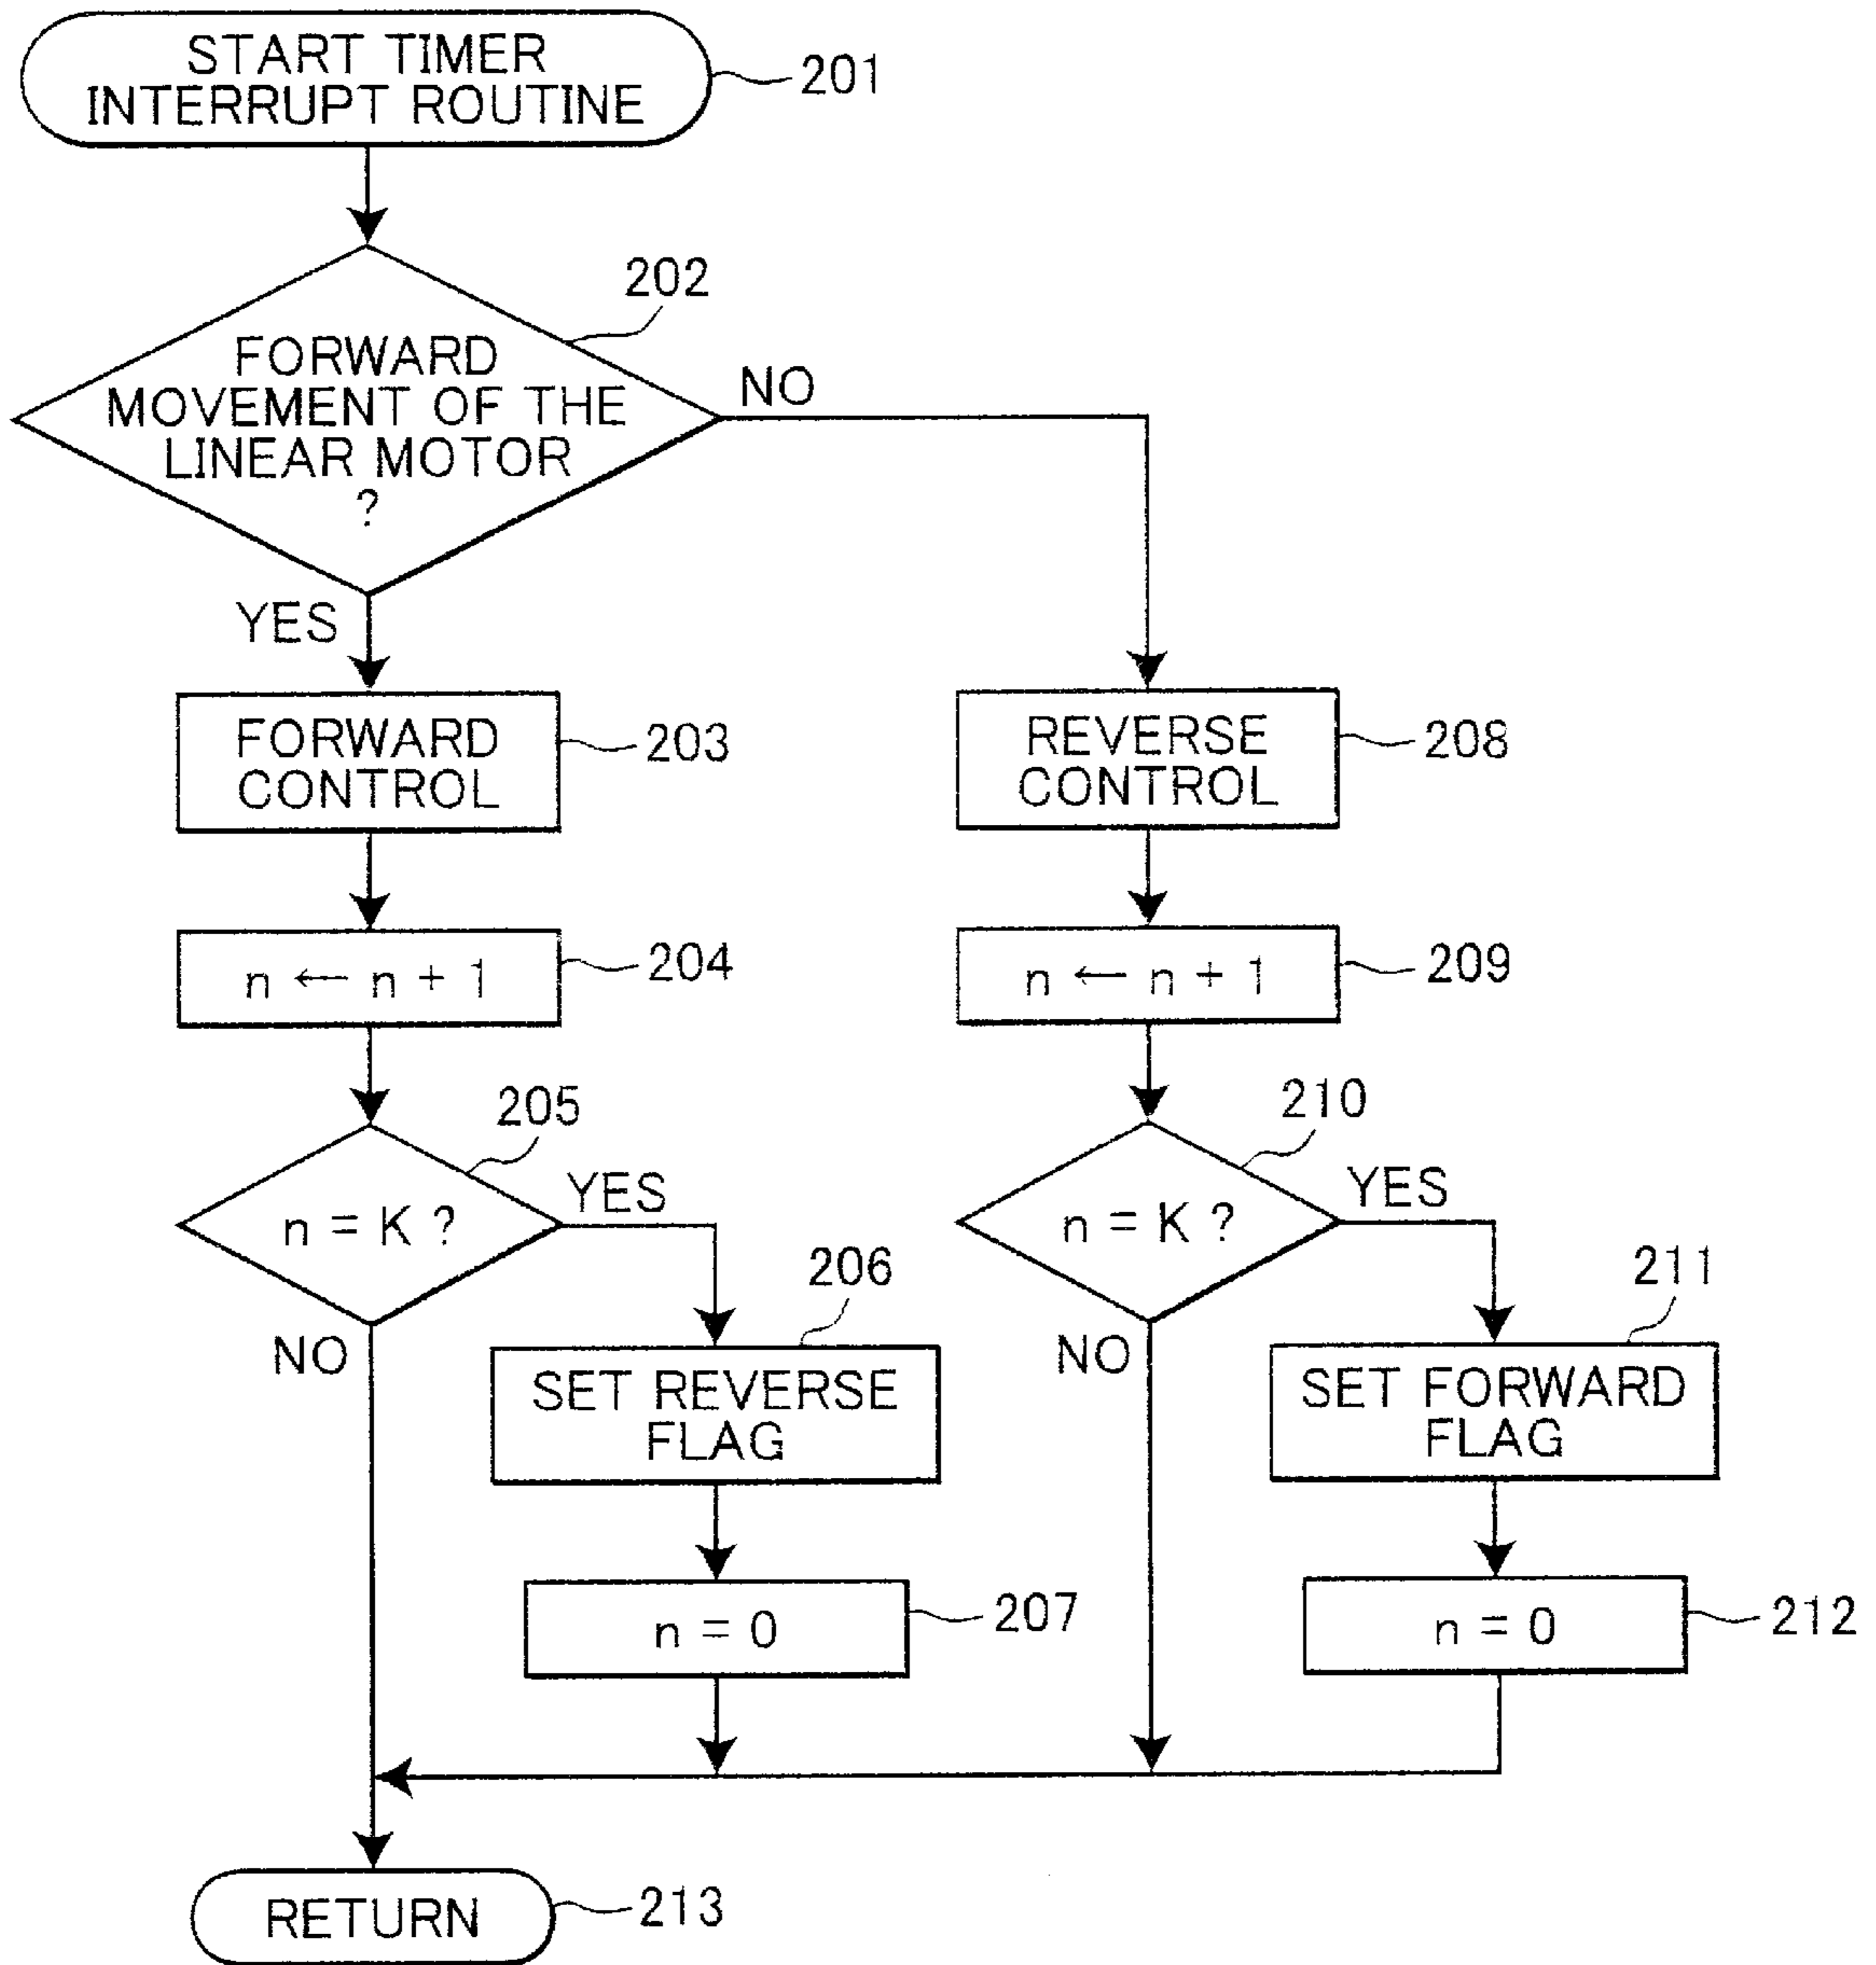 START TIMER
INTERRUPT ROUTINE
201
202
FORWARD
MOVEMENT OF THE
LINEAR MOTOR
?
NO
YES
FORWARD
CONTROL
203
REVERSE
CONTROL
208
n ← n + 1
204
n ← n + 1
209
205
n = K ?
YES
NO
210
n = K ?
YES
NO
206
SET REVERSE
FLAG
211
SET FORWARD
FLAG
n = 0
207
n = 0
212
RETURN
213